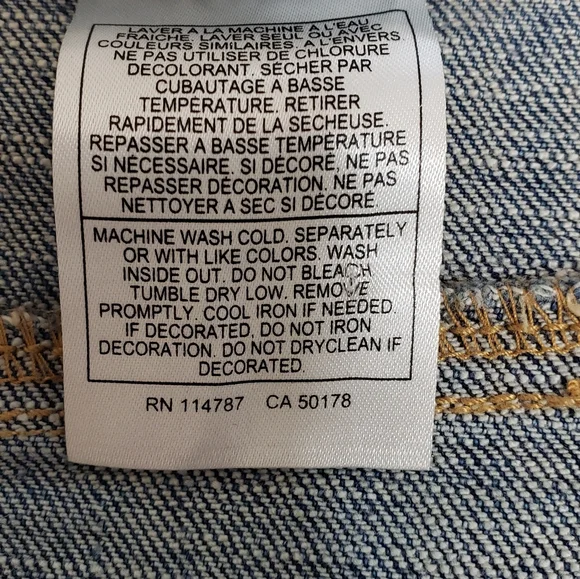 LAVER A LA MACHINE A L'EAU
FRAICHE. LAVER SEUL OU AVEC
COULEURS SIMILAIRES. A L'ENVERS
NE PAS UTILISER DE CHLORURE
DECOLORANT. SÉCHER PAR
CUBAUTAGE A BASSE
TEMPÉRATURE. RETIRER
RAPIDEMENT DE LA SECHEUSE.
REPASSER A BASSE TEMPÉRATURE
SI NÉCESSAIRE. SI DÉCORÉ, NE PAS
REPASSER DÉCORATION. NE PAS
NETTOYER A SEC SI DÉCORÉ
MACHINE WASH COLD. SEPARATELY
OR WITH LIKE COLORS. WASH
INSIDE OUT. DO NOT BLEACH
TUMBLE DRY LOW. REMOVE
PROMPTLY. COOL IRON IF NEEDED.
IF DECORATED. DO NOT IRON
DECORATION. DO NOT DRYCLEAN IF
DECORATED.
RN 114787 CA 50178